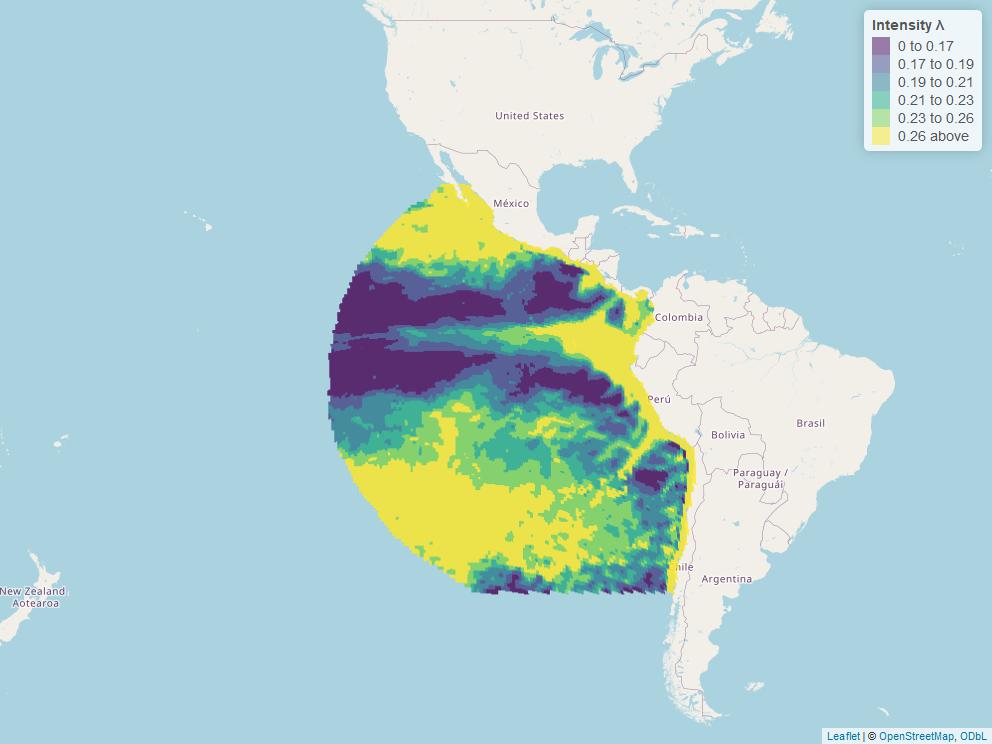 Intensity λ
0 to 0.17
0.17 to 0.19
0.19 to 0.21
0.21 to 0.23
0.23 to 0.26
0.26 above
United States
México
Colombia
Perú
Brasil
Bolivia
Paraguay /
Paraguái
hile
Argentina
New Zealand
Aotearoa
Leaflet | © OpenStreetMap, ODbL